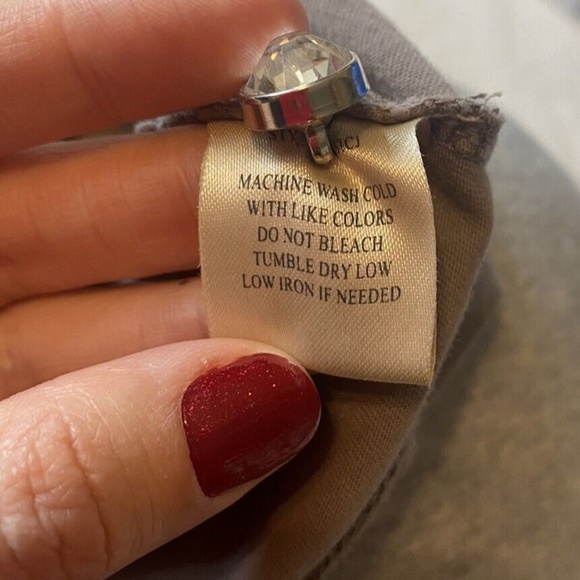 MACHINE WASH COLD
WITH LIKE COLORS
DO NOT BLEACH
TUMBLE DRY LOW
LOW IRON IF NEEDED